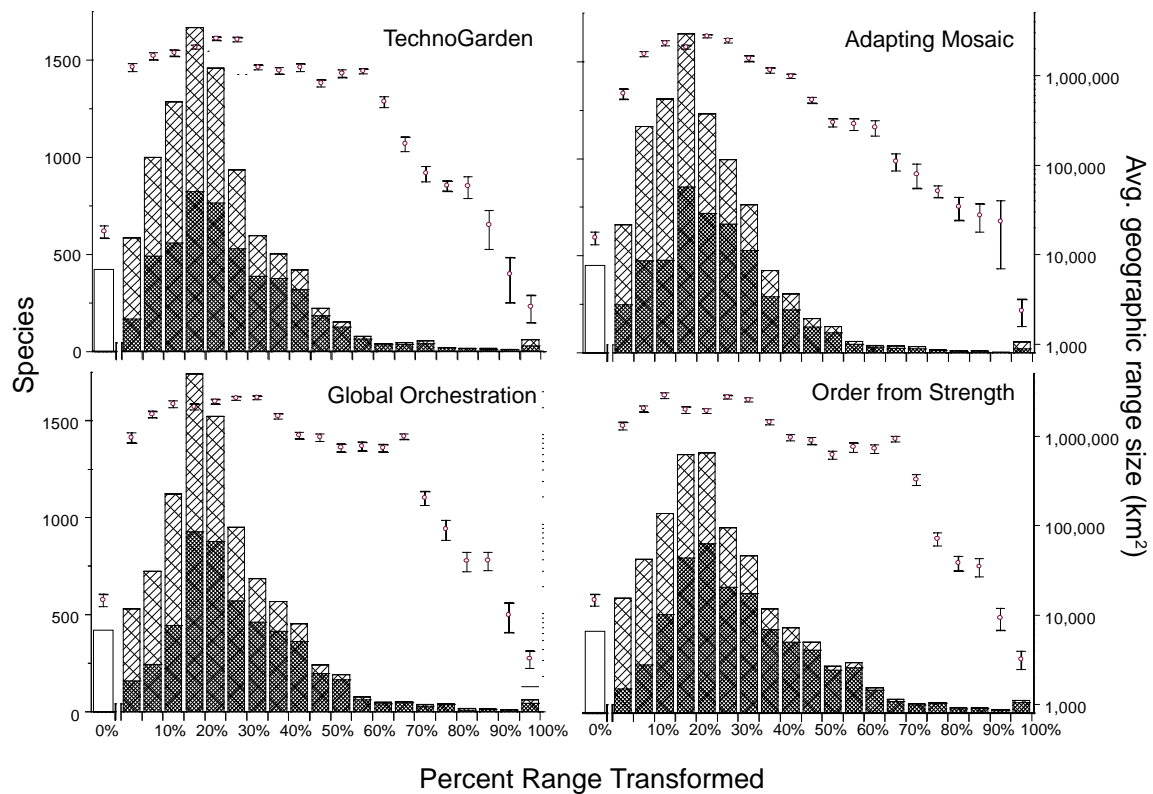 TechnoGarden
Adapting Mosaic
1500
1000
500
0
1,000,000
100,000
10,000
1,000
Species
Avg. geographic range size (km²)
Global Orchestration
Order from Strength
1500
1000
500
0
1,000,000
100,000
10,000
1,000
0% 10% 20% 30% 40% 50% 60% 70% 80% 90% 100%
0% 10% 20% 30% 40% 50% 60% 70% 80% 90% 100%
Percent Range Transformed